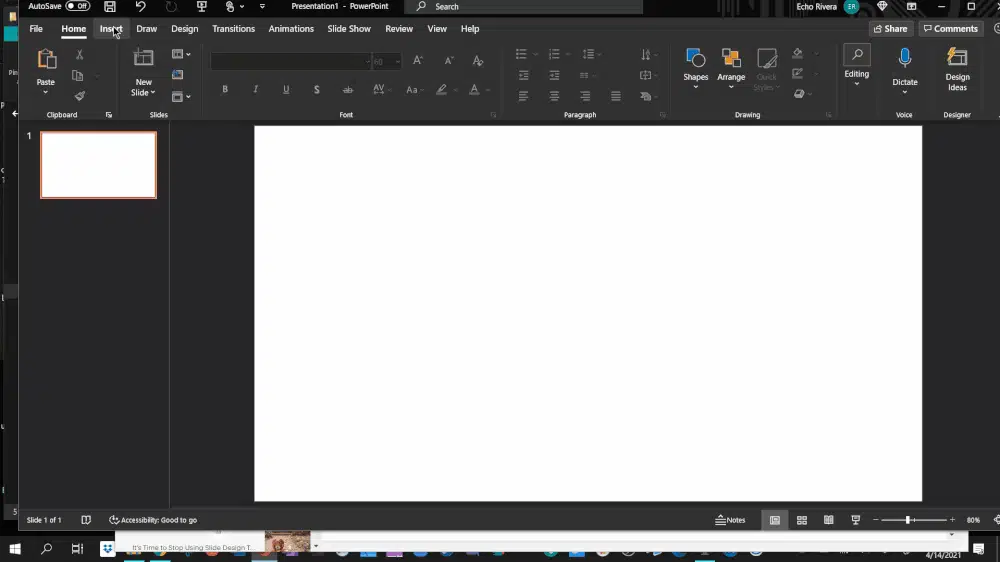 AutoSave Off Presentation1 - PowerPoint Search Echo Rivera ER
File Home Insert Draw Design Transitions Animations Slide Show Review View Help Share Comments
Paste
New
Slide
60
B I U S ab AV Aa A
Shapes
Arrange
Quick
Styles
Editing
Dictate
Design
Ideas
Clipboard Slides Font Paragraph Drawing Voice Designer
1
Slide 1 of 1 Accessibility: Good to go Notes 80%
It's Time to Stop Using Slide Design T...
4/14/2021